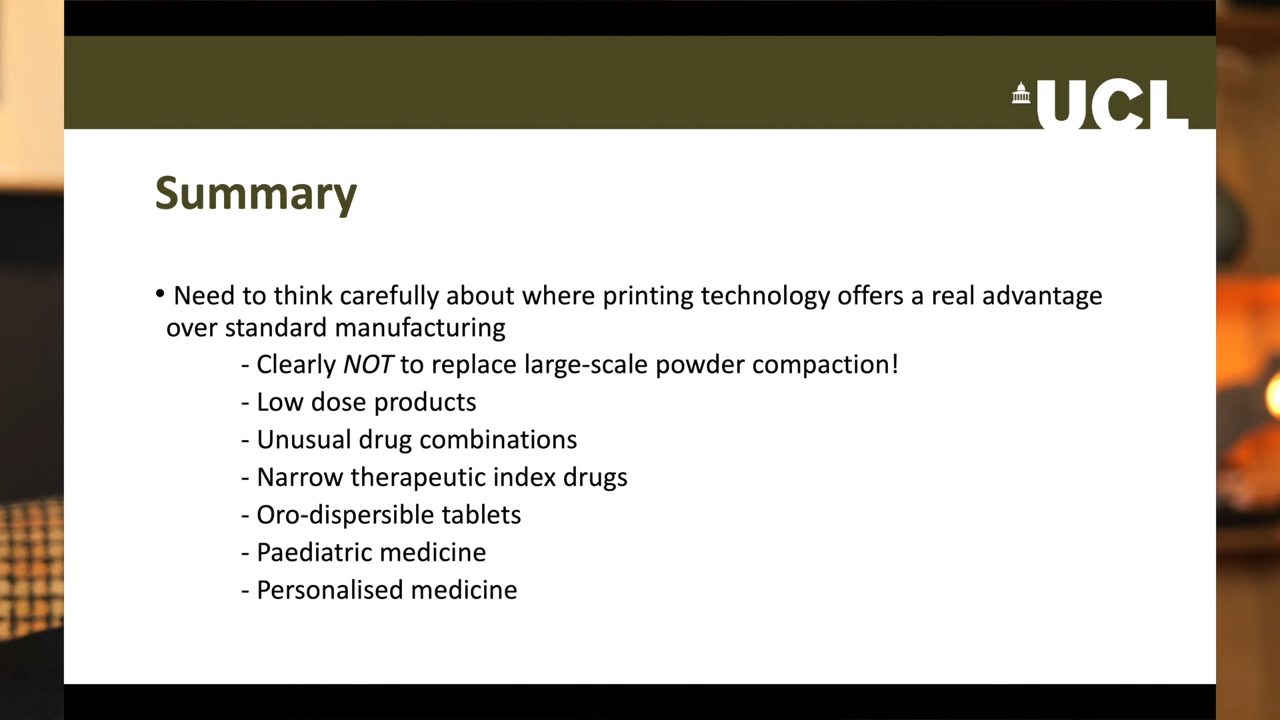 UCL
Summary
• Need to think carefully about where printing technology offers a real advantage
over standard manufacturing
- Clearly NOT to replace large-scale powder compaction!
- Low dose products
- Unusual drug combinations
- Narrow therapeutic index drugs
- Oro-dispersible tablets
- Paediatric medicine
- Personalised medicine